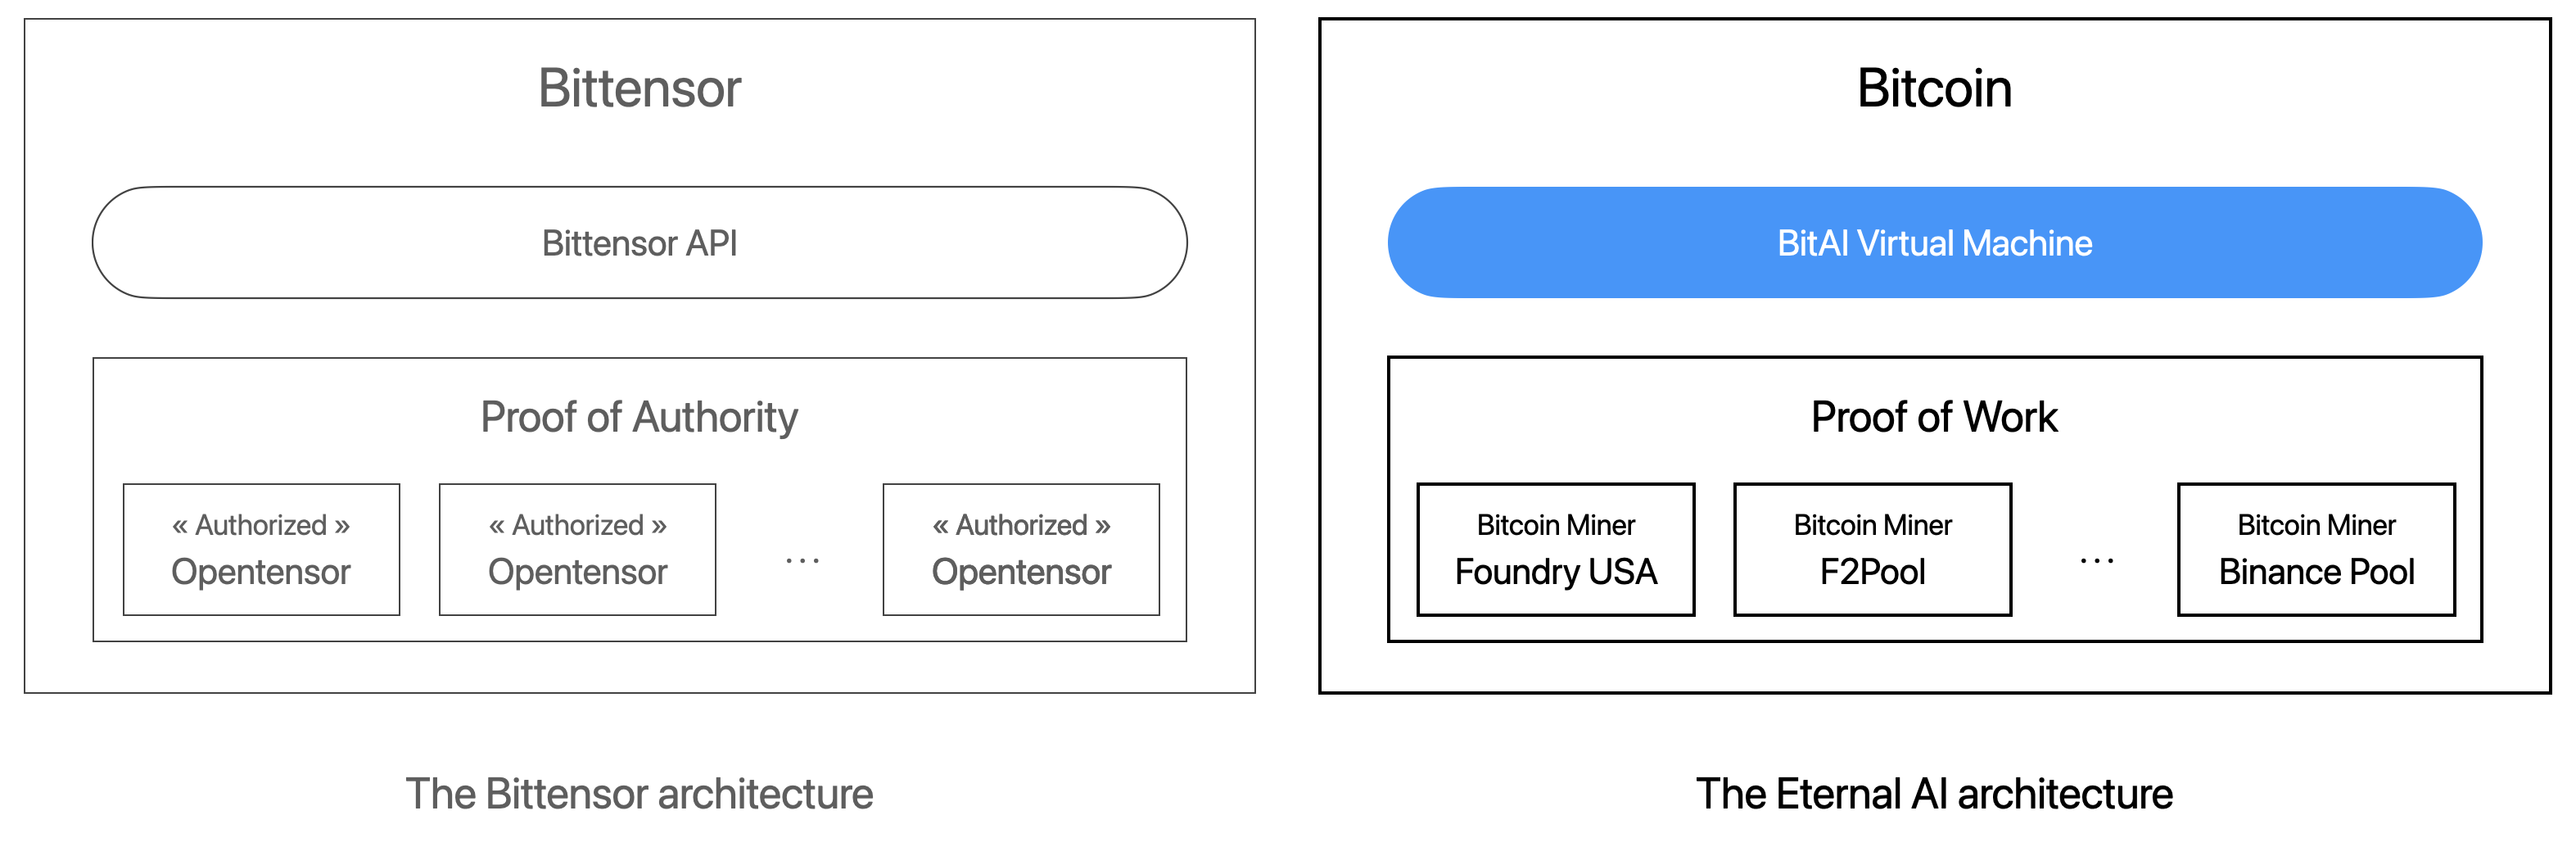 Bittensor
Bittensor API
Proof of Authority
« Authorized »
Opentensor
« Authorized »
Opentensor
...
« Authorized »
Opentensor
The Bittensor architecture
Bitcoin
BitAI Virtual Machine
Proof of Work
Bitcoin Miner
Foundry USA
Bitcoin Miner
F2Pool
...
Bitcoin Miner
Binance Pool
The Eternal AI architecture